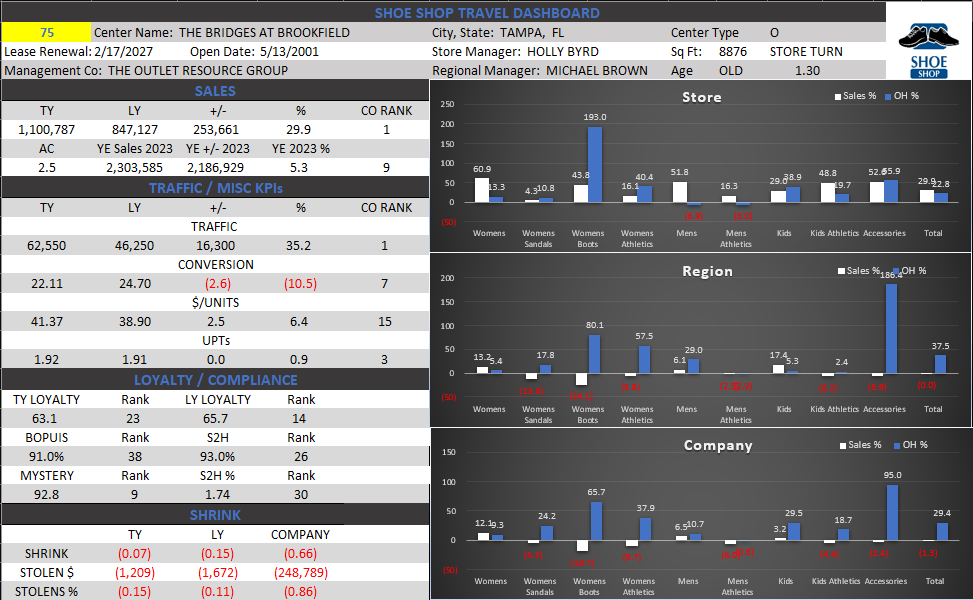 SHOE SHOP TRAVEL DASHBOARD
75 Center Name: THE BRIDGES AT BROOKFIELD City, State: TAMPA, FL Center Type O
Lease Renewal: 2/17/2027 Open Date: 5/13/2001 Store Manager: HOLLY BYRD Sq Ft: 8876 STORE TURN
Management Co: THE OUTLET RESOURCE GROUP Regional Manager: MICHAEL BROWN Age OLD 1.30
SHOE
SHOP
SALES
TY LY +/- % CO RANK
1,100,787 847,127 253,661 29.9 1
AC YE Sales 2023 YE +/- 2023 YE 2023 %
2.5 2,303,585 2,186,929 5.3 9
TRAFFIC / MISC KPIs
TY LY +/- % CO RANK
TRAFFIC
62,550 46,250 16,300 35.2 1
CONVERSION
22.11 24.70 (2.6) (10.5) 7
$/UNITS
41.37 38.90 2.5 6.4 15
UPTs
1.92 1.91 0.0 0.9 3
LOYALTY / COMPLIANCE
TY LOYALTY Rank LY LOYALTY Rank
63.1 23 65.7 14
BOPUIS Rank S2H Rank
91.0% 38 93.0% 26
MYSTERY Rank S2H % Rank
92.8 9 1.74 30
SHRINK
TY LY COMPANY
SHRINK (0.07) (0.15) (0.66)
STOLEN $ (1,209) (1,672) (248,789)
STOLENS % (0.15) (0.11) (0.86)
Store
Sales % OH %
250
200
150
100
50
0
(50)
60.9 13.3 4.3 10.8 43.8 193.0 16.1 40.4 51.8 16.3 29.0 38.9 48.8 19.7 52.6 55.9 29.9 22.8
Womens Womens Sandals Womens Boots Womens Athletics Mens Mens Athletics Kids Kids Athletics Accessories Total
Region
Sales % OH %
200
150
100
50
0
(50)
13.2 5.4 17.8 80.1 57.5 6.1 29.0 17.4 5.3 2.4 186.4 (0.0) 37.5
Womens Womens Sandals Womens Boots Womens Athletics Mens Mens Athletics Kids Kids Athletics Accessories Total
Company
Sales % OH %
150
100
50
0
(50)
12.1 9.3 24.2 65.7 37.9 6.5 10.7 3.2 29.5 18.7 95.0 (1.9) 29.4
Womens Womens Sandals Womens Boots Womens Athletics Mens Mens Athletics Kids Kids Athletics Accessories Total